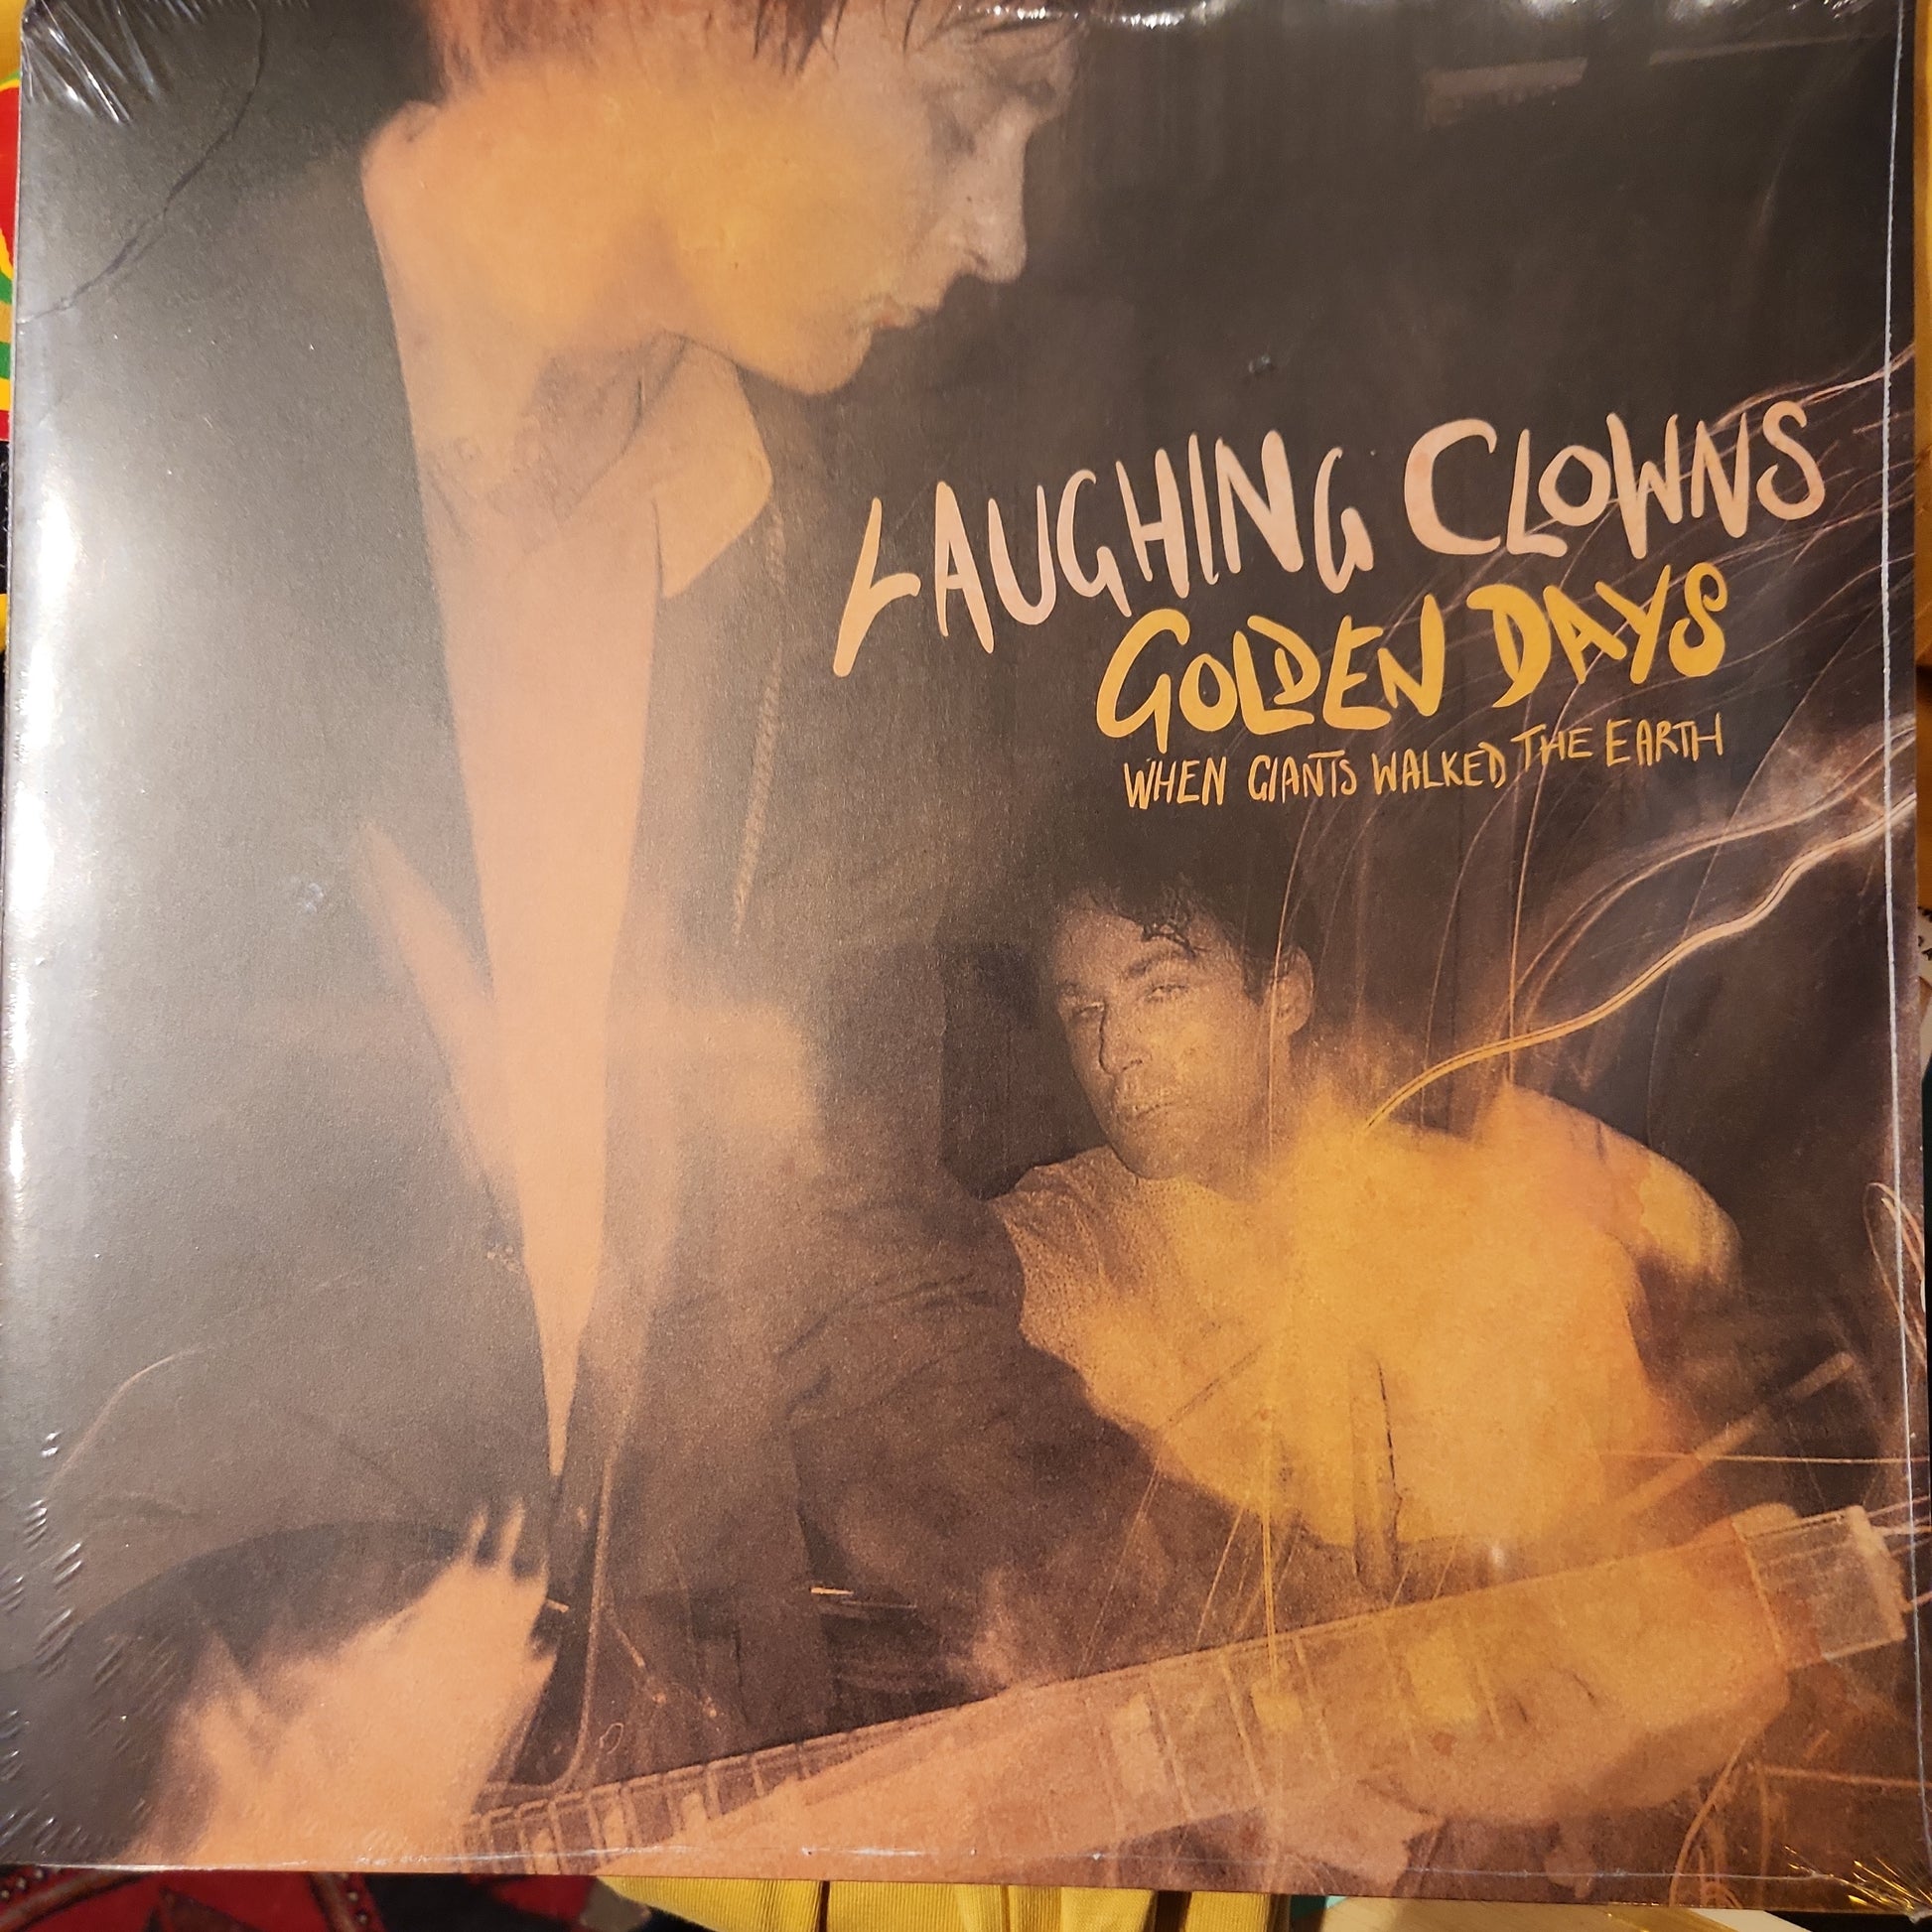 LAUGHING CLOWNS
GOLDEN DAYS
WHEN GIANTS WALKED THE EARTH